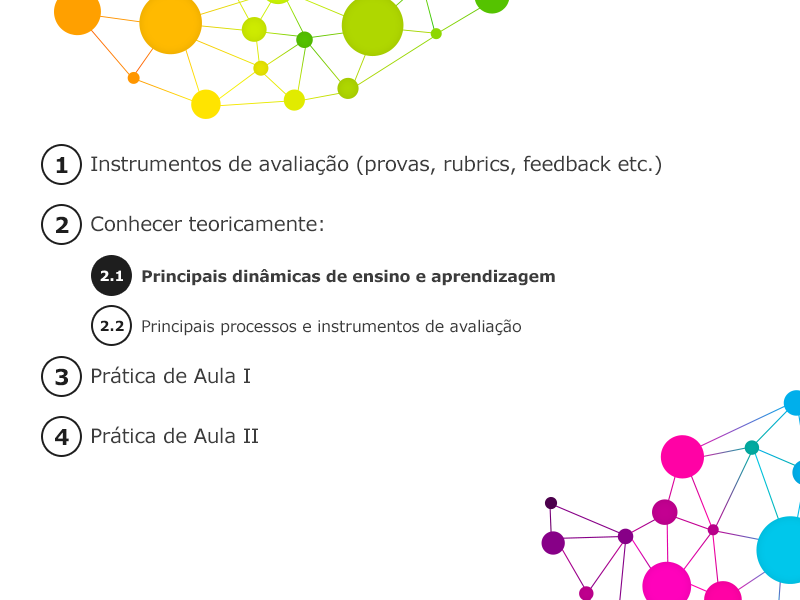 1 Instrumentos de avaliação (provas, rubrics, feedback etc.)
2 Conhecer teoricamente:
2.1 Principais dinâmicas de ensino e aprendizagem
2.2 Principais processos e instrumentos de avaliação
3 Prática de Aula I
4 Prática de Aula II